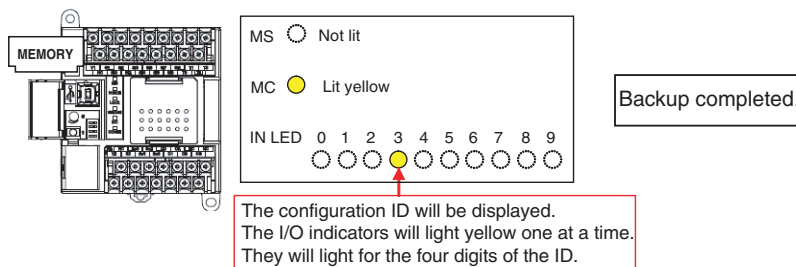 MEMORY
MS Not lit
MC Lit yellow
IN LED 0 1 2 3 4 5 6 7 8 9
Backup completed.
The configuration ID will be displayed.
The I/O indicators will light yellow one at a time.
They will light for the four digits of the ID.